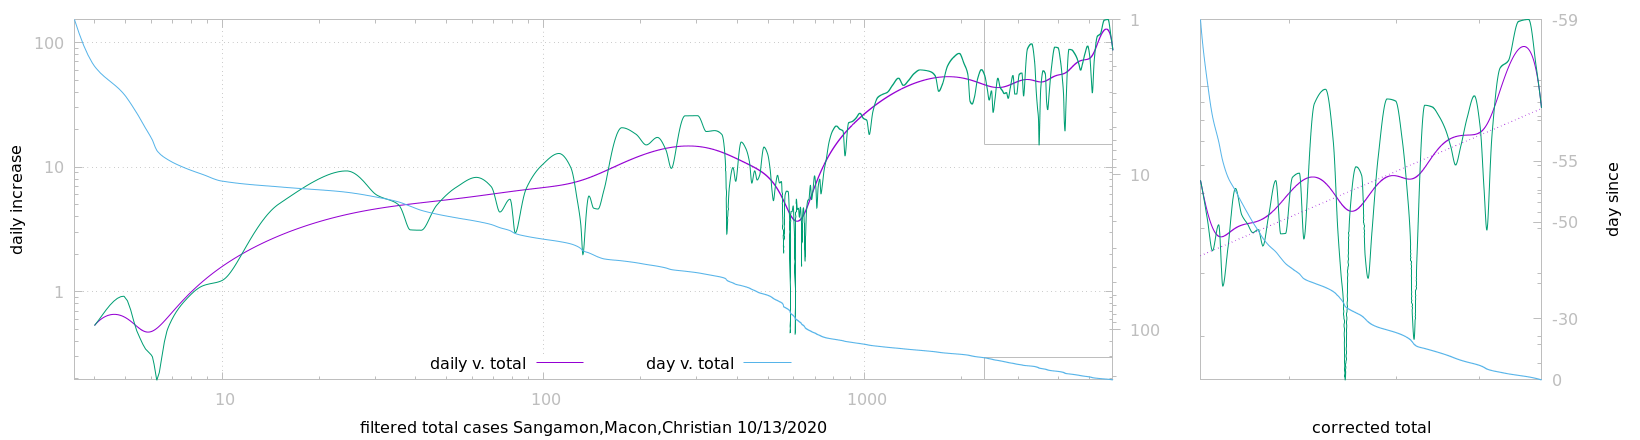 100
10
1
daily increase
daily v. total
day v. total
10
100
1000
filtered total cases Sangamon,Macon,Christian 10/13/2020
1
10
100
-59
-55
-50
-30
0
day since
corrected total